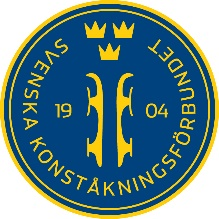 SVENSKA KONSTÅKNINGSFÖRBUNDET
19 04